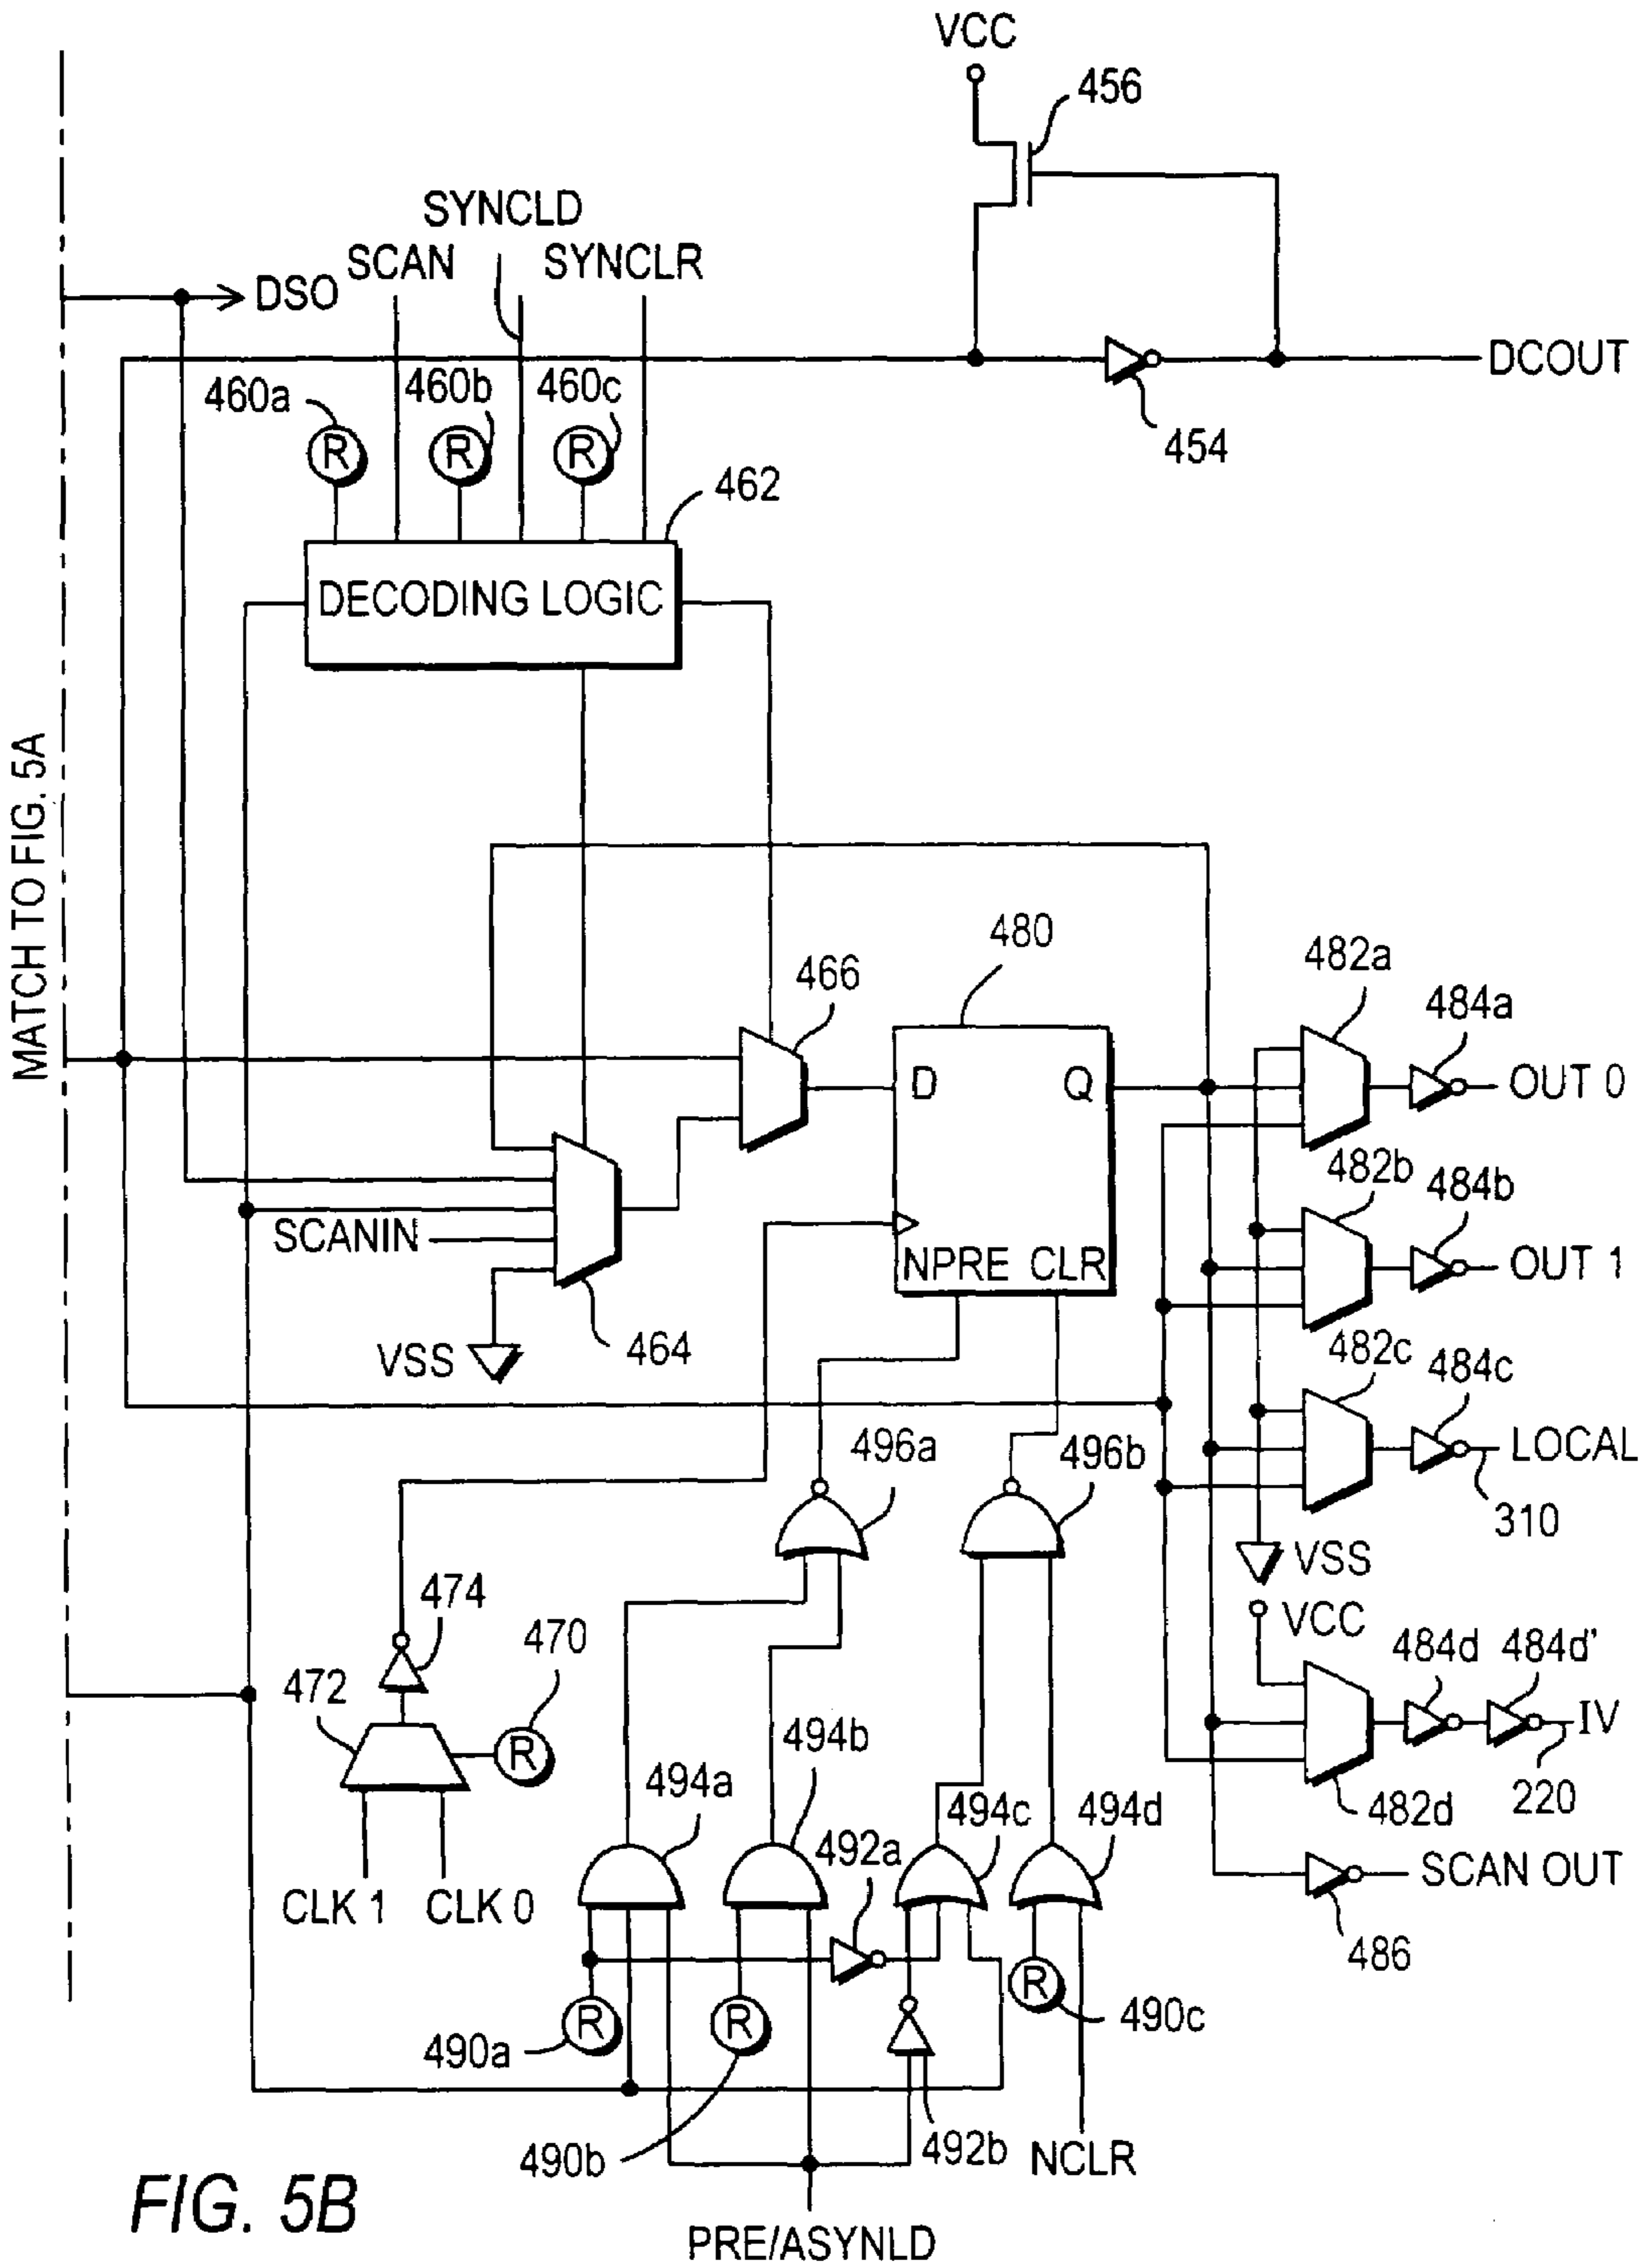 VCC
456
SYNCLD
SCAN
SYNCLR
DSO
DCOUT
460a
460b
460c
454
R
R
R
462
DECODING LOGIC
MATCH TO FIG. 5A
480
466
482a
484a
D
Q
OUT 0
482b
484b
SCANIN
NPRE
CLR
OUT 1
VSS
464
482c
484c
496a
496b
LOCAL
310
VSS
474
470
VCC
484d
484d'
472
R
494b
IV
494a
494c
494d
482d
220
492a
CLK 1
CLK 0
SCAN OUT
486
R
R
R
490a
490c
490b
492b
NCLR
FIG. 5B
PRE/ASYNLD